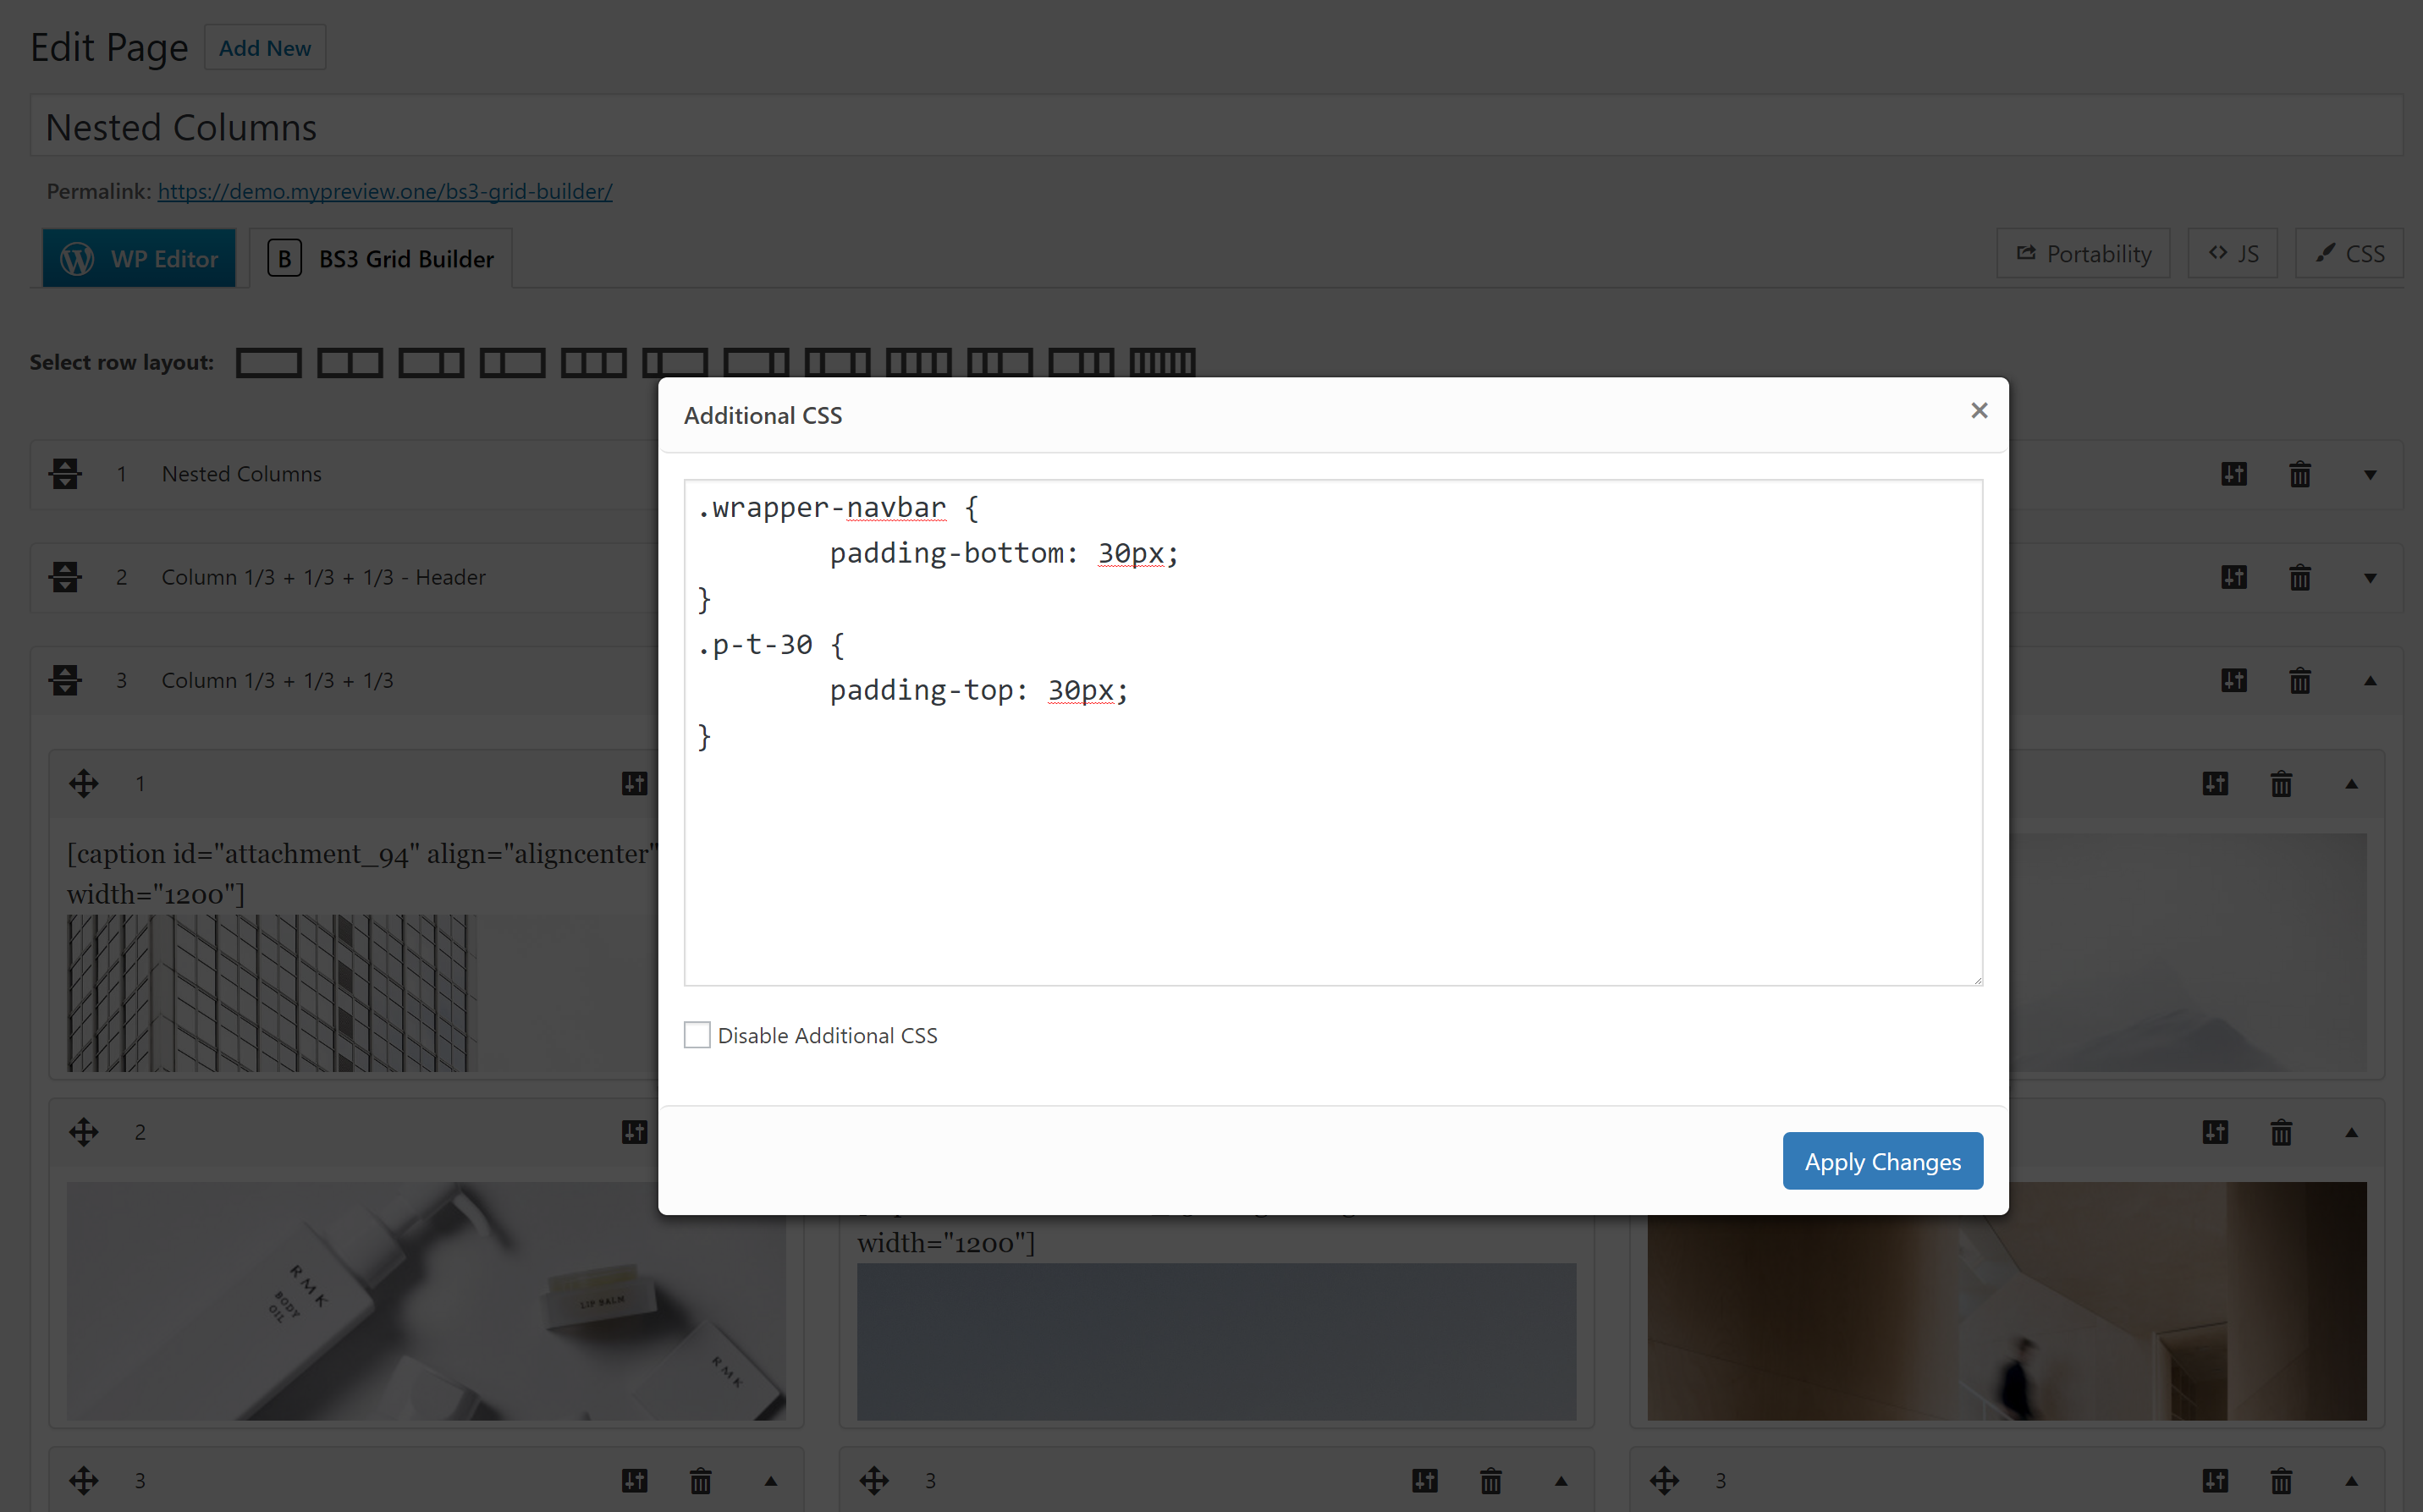 Edit Page Add New
Nested Columns
Permalink: https://demo.mypreview.one/bs3-grid-builder/
WP Editor B BS3 Grid Builder Portability JS CSS
Select row layout:
Additional CSS ×
1 Nested Columns
2 Column 1/3 + 1/3 + 1/3 - Header
3 Column 1/3 + 1/3 + 1/3
.wrapper-navbar {
padding-bottom: 30px;
}
.p-t-30 {
padding-top: 30px;
}
Disable Additional CSS
Apply Changes
1
[caption id="attachment_94" align="aligncenter"
width="1200"]
2
RMK
BODY
OIL
LIP BALM
RMK
width="1200"]
3
3
3